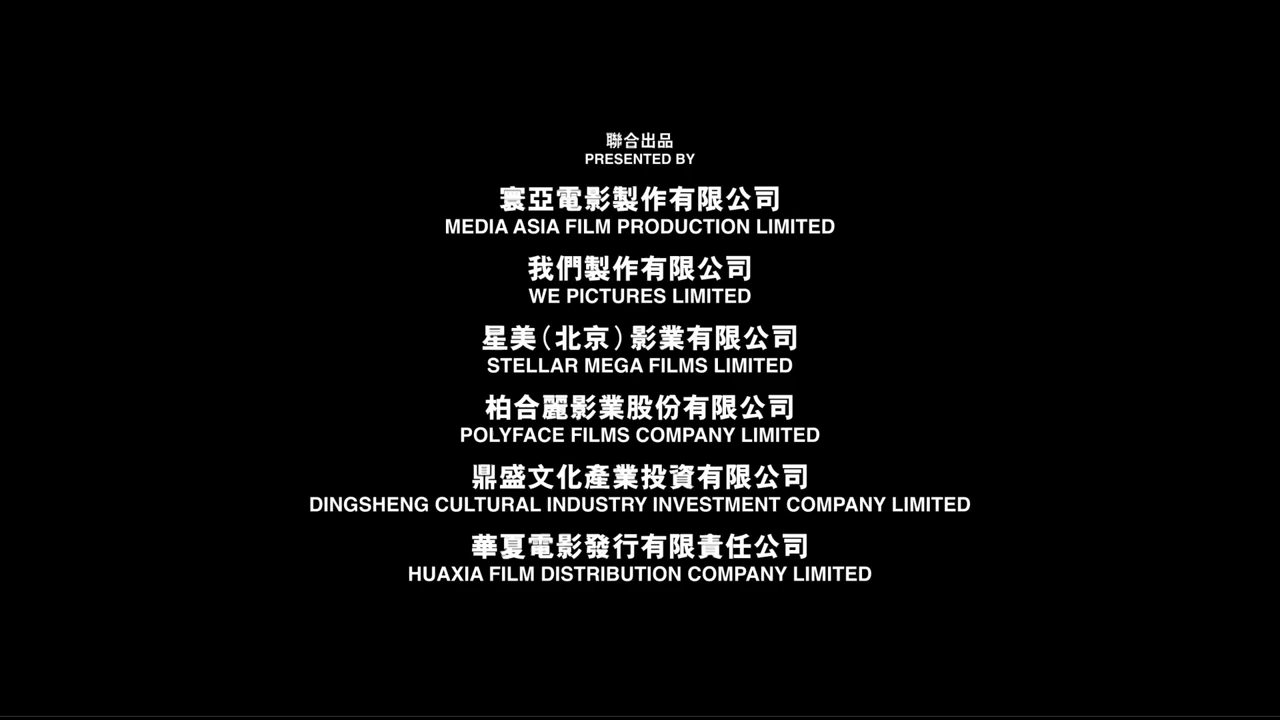 聯合出品
PRESENTED BY
寰亞電影製作有限公司
MEDIA ASIA FILM PRODUCTION LIMITED
我們製作有限公司
WE PICTURES LIMITED
星美(北京)影業有限公司
STELLAR MEGA FILMS LIMITED
柏合麗影業股份有限公司
POLYFACE FILMS COMPANY LIMITED
鼎盛文化產業投資有限公司
DINGSHENG CULTURAL INDUSTRY INVESTMENT COMPANY LIMITED
華夏電影發行有限責任公司
HUAXIA FILM DISTRIBUTION COMPANY LIMITED